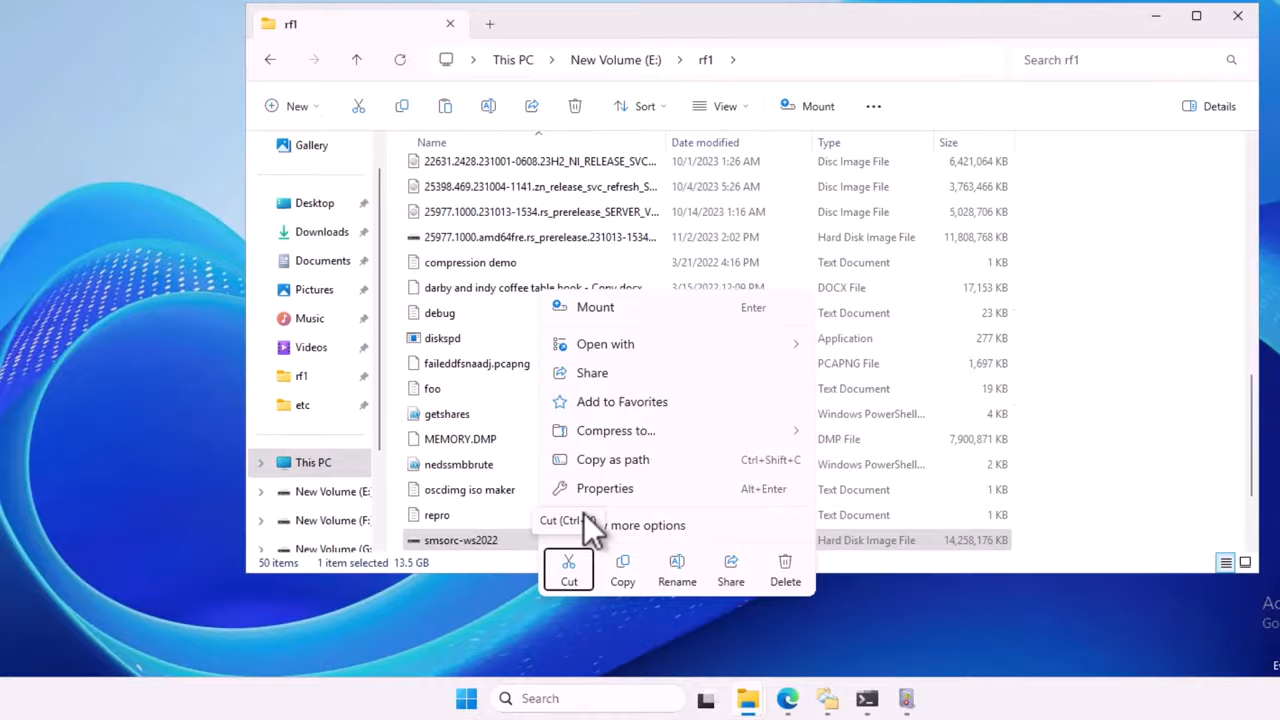 rf1
This PC
New Volume (E:)
rf1
Search rf1
New
Sort
View
Mount
Details
Gallery
Desktop
Downloads
Documents
Pictures
Music
Videos
rf1
etc
This PC
New Volume (E:
New Volume (F:
New Volume (G:
Name Date modified Type Size
22631.2428.231001-0608.23H2_NI_RELEASE_SVC... 10/1/2023 1:26 AM Disc Image File 6,421,064 KB
25398.469.231004-1141.zn_release_svc_refresh_S... 10/4/2023 5:26 AM Disc Image File 3,763,466 KB
25977.1000.231013-1534.rs_prerelease_SERVER_V... 10/14/2023 1:16 AM Disc Image File 5,028,706 KB
25977.1000.amd64fre.rs_prerelease.231013-1534... 11/2/2023 2:02 PM Hard Disk Image File 11,808,768 KB
compression demo 3/21/2022 4:16 PM Text Document 1 KB
darby and indy coffee table book - Copy.docx 3/15/2022 12:09 PM DOCX File 17,153 KB
debug Text Document 23 KB
diskspd Application 277 KB
faileddfsnaadj.pcapng PCAPNG File 1,697 KB
foo Text Document 19 KB
getshares Windows PowerShell... 4 KB
MEMORY.DMP DMP File 7,900,871 KB
nedssmbbrute Windows PowerShell... 2 KB
oscdimg iso maker Text Document 1 KB
repro Text Document 1 KB
smsorc-ws2022 Hard Disk Image File 14,258,176 KB
Mount Enter
Open with
Share
Add to Favorites
Compress to...
Copy as path Ctrl+Shift+C
Properties Alt+Enter
Cut (Ctrl+
more options
Cut
Copy
Rename
Share
Delete
50 items 1 item selected 13.5 GB
Search